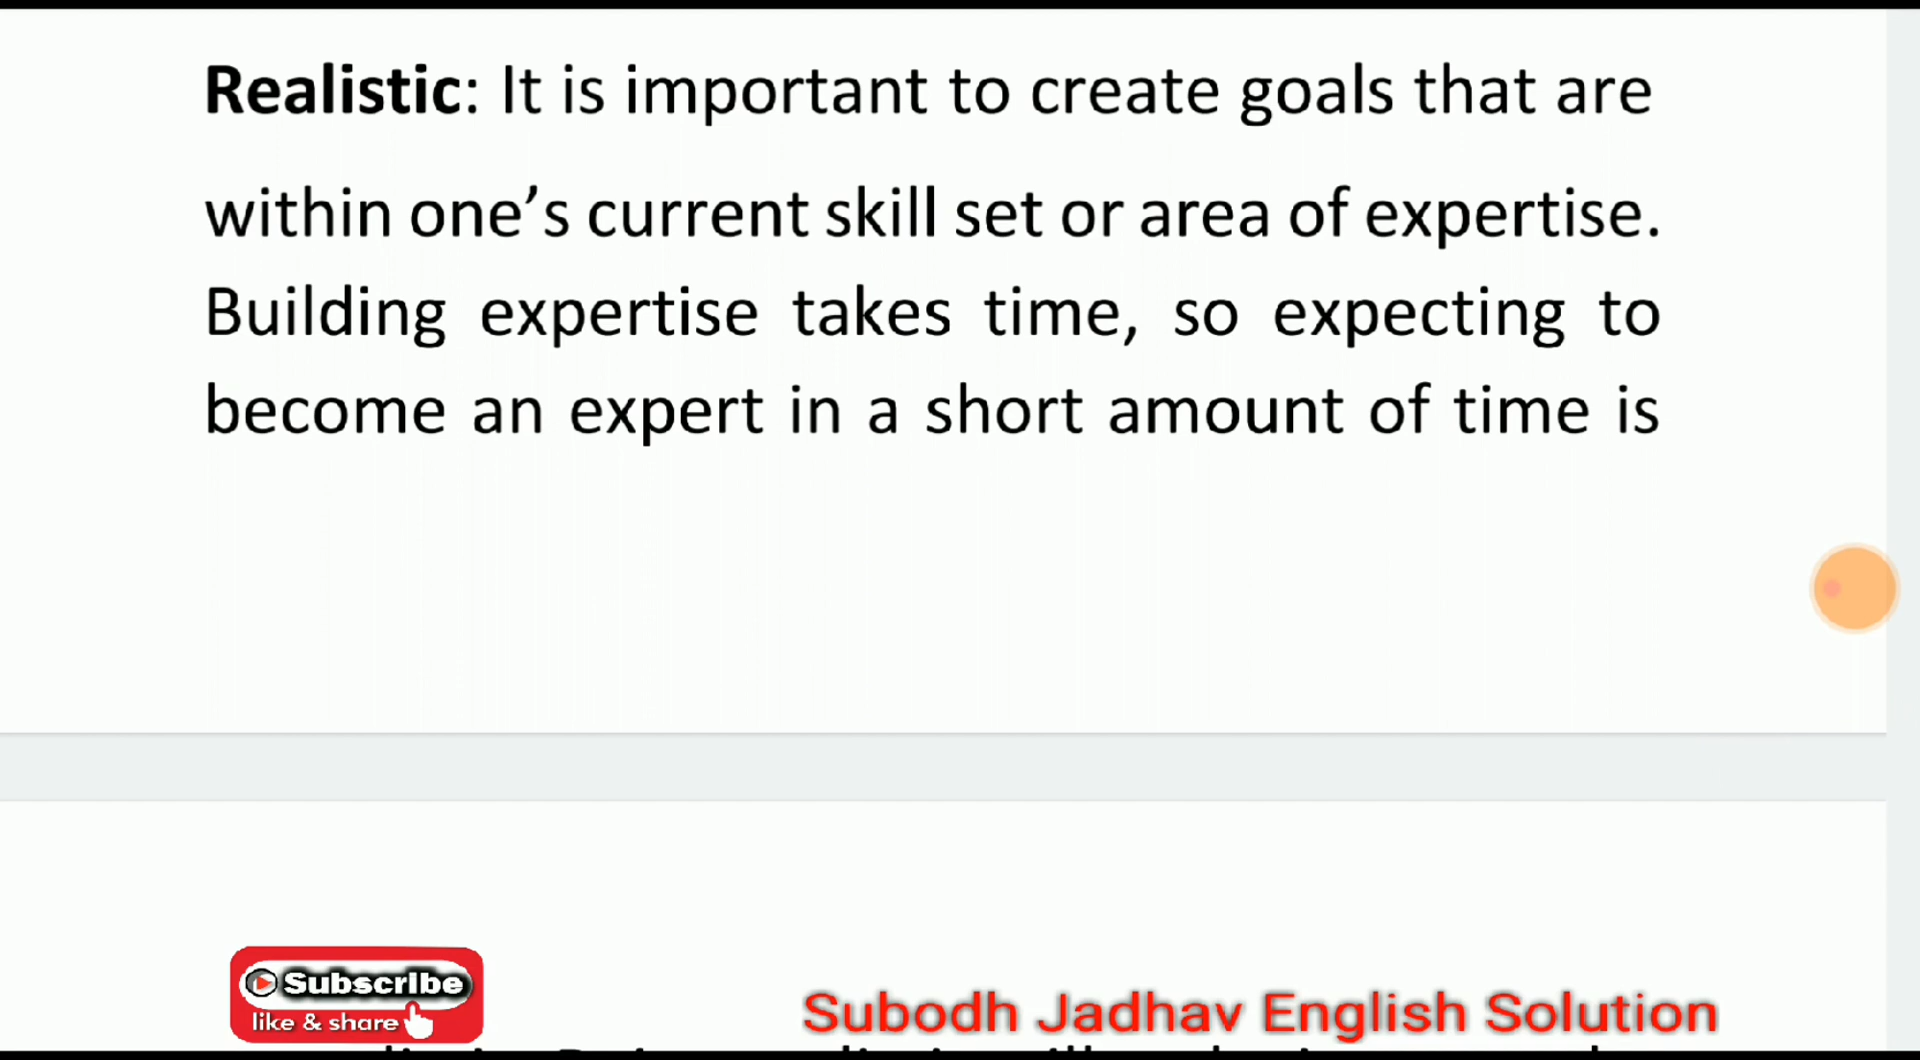 Realistic: It is important to create goals that are
within one’s current skill set or area of expertise.
Building expertise takes time, so expecting to
become an expert in a short amount of time is
Subscribe
like & share
Subodh Jadhav English Solution